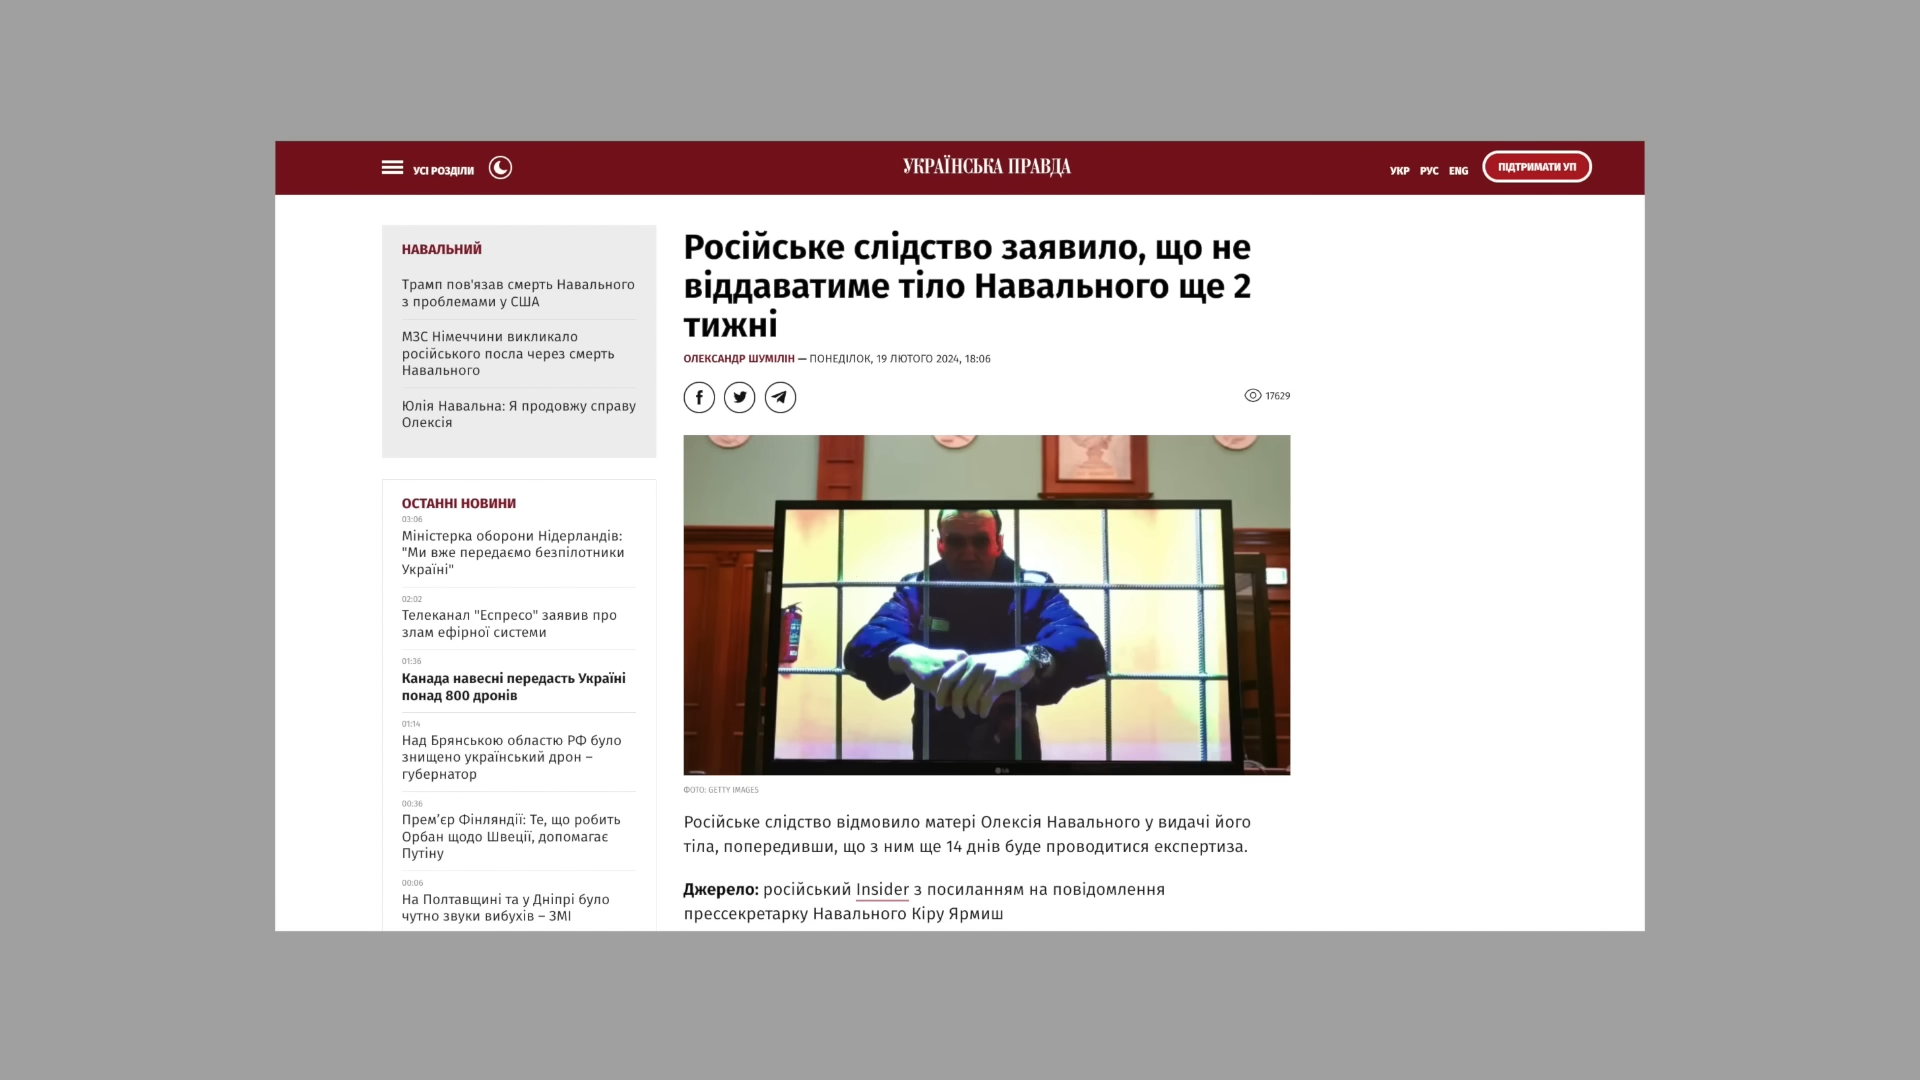 УСІ РОЗДІЛИ
УКРАЇНСЬКА ПРАВДА
УКР РУС ENG
ПІДТРИМАТИ УП
НАВАЛЬНИЙ
Трамп пов'язав смерть Навального
з проблемами у США
МЗС Німеччини викликало
російського посла через смерть
Навального
Юлія Навальна: Я продовжу справу
Олексія
ОСТАННІ НОВИНИ
03:06
Міністерка оборони Нідерландів:
"Ми вже передаємо безпілотники
Україні"
02:02
Телеканал "Еспресо" заявив про
злам ефірної системи
01:36
Канада навесні передасть Україні
понад 800 дронів
01:14
Над Брянською областю РФ було
знищено український дрон –
губернатор
00:36
Прем’єр Фінляндії: Те, що робить
Орбан щодо Швеції, допомагає
Путіну
00:06
На Полтавщині та у Дніпрі було
чутно звуки вибухів – ЗМІ
Російське слідство заявило, що не
віддаватиме тіло Навального ще 2
тижні
ОЛЕКСАНДР ШУМІЛІН — ПОНЕДІЛОК, 19 ЛЮТОГО 2024, 18:06
17629
LG
ФОТО: GETTY IMAGES
Російське слідство відмовило матері Олексія Навального у видачі його
тіла, попередивши, що з ним ще 14 днів буде проводитися експертиза.
Джерело: російський Insider з посиланням на повідомлення
прессекретарку Навального Кіру Ярмиш